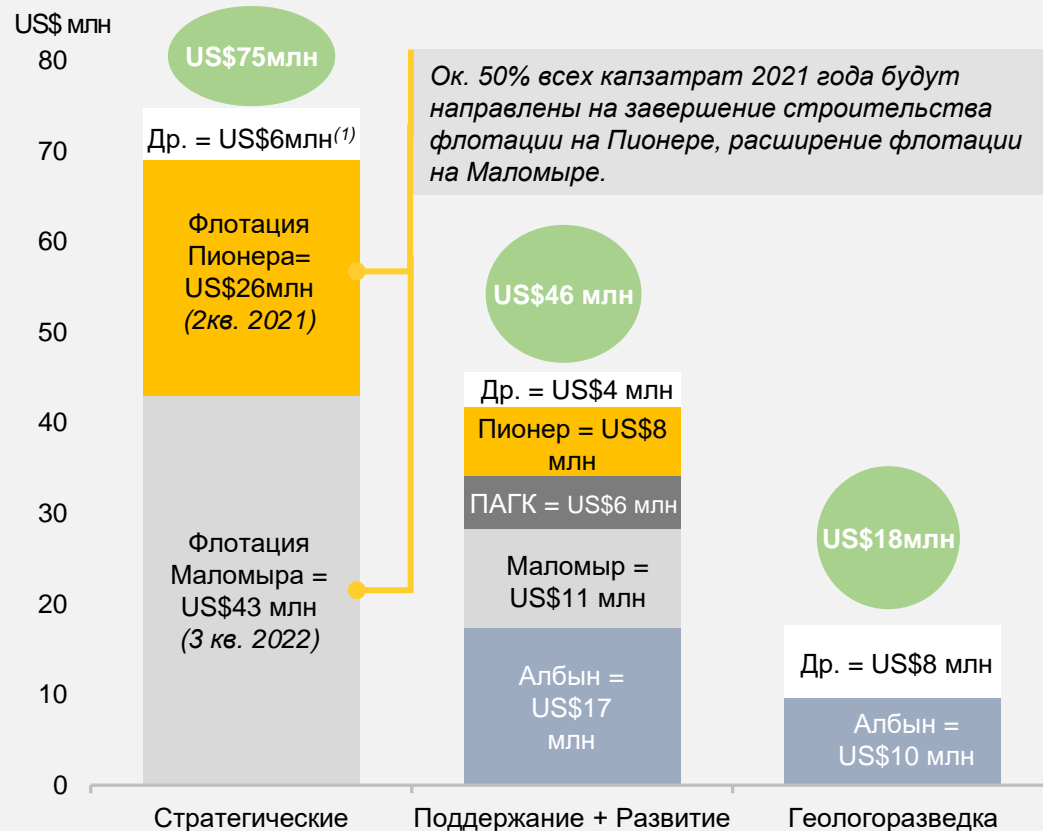 US$ млн
80
70
60
50
40
30
20
10
0
US$75млн
Др. = US$6млн(1)
Флотация
Пионера=
US$26млн
(2кв. 2021)
Флотация
Маломыра =
US$43 млн
(3 кв. 2022)
Ок. 50% всех капзатрат 2021 года будут
направлены на завершение строительства
флотации на Пионере, расширение флотации
на Маломыре.
US$46 млн
Др. = US$4 млн
Пионер = US$8
млн
ПАГК = US$6 млн
Маломыр =
US$11 млн
Албын =
US$17
млн
US$18млн
Др. = US$8 млн
Албын =
US$10 млн
Стратегические
Поддержание + Развитие
Геологоразведка